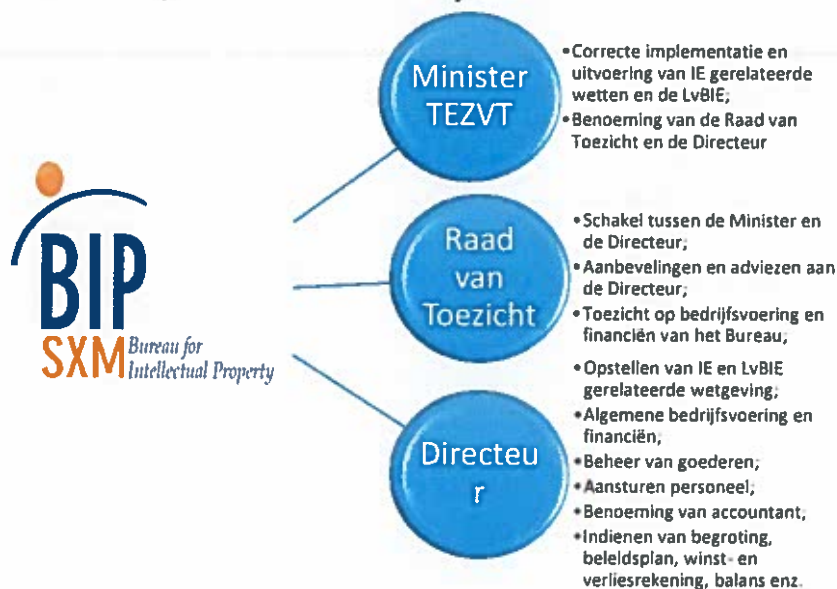 BIP
SXM Bureau for
Intellectual Property
Minister
TEZVT
•Correcte implementatie en
uitvoering van IE gerelateerde
wetten en de LvBIE;
•Benoeming van de Raad van
Toezicht en de Directeur
Raad
van
Toezicht
•Schakel tussen de Minister en
de Directeur;
•Aanbevelingen en adviezen aan
de Directeur;
•Toezicht op bedrijfsvoering en
financiën van het Bureau;
Directeu
r
•Opstellen van IE en LvBIE
gerelateerde wetgeving;
•Algemene bedrijfsvoering en
financiën;
•Beheer van goederen;
•Aansturen personeel;
•Benoeming van accountant;
•Indienen van begroting,
beleidsplan, winst- en
verliesrekening, balans enz.